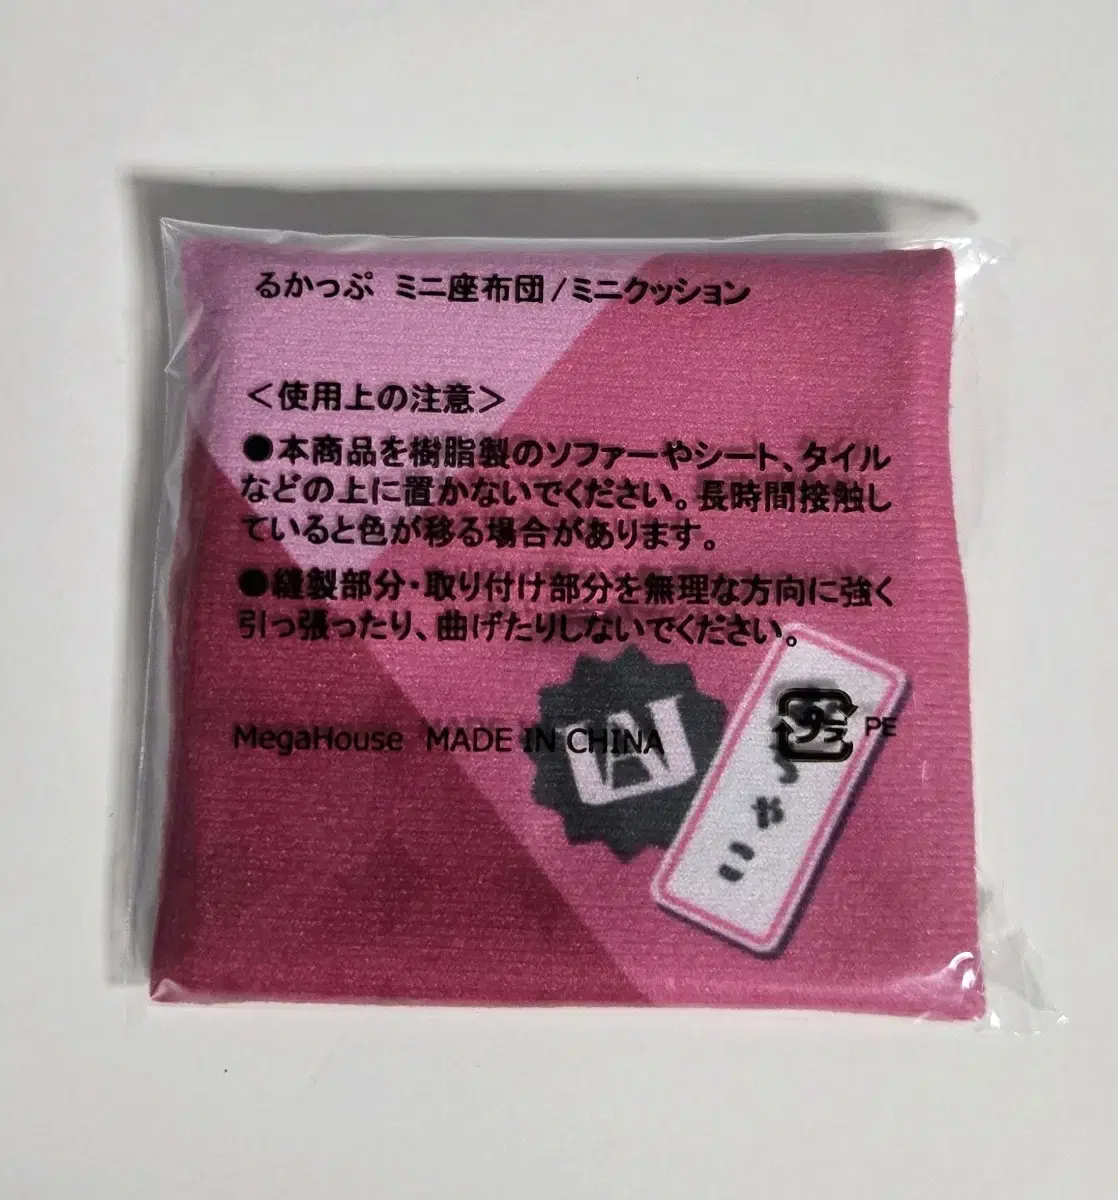 るかっぷ ミニ座布団/ミニクッション
＜使用上の注意＞
●本商品を樹脂製のソファーやシート、タイル
などの上に置かないでください。長時間接触し
ていると色が移る場合があります。
●縫製部分・取り付け部分を無理な方向に強く
引っ張ったり、曲げたりしないでください。
MegaHouse MADE IN CHINA
プラ PE
ちゃこ